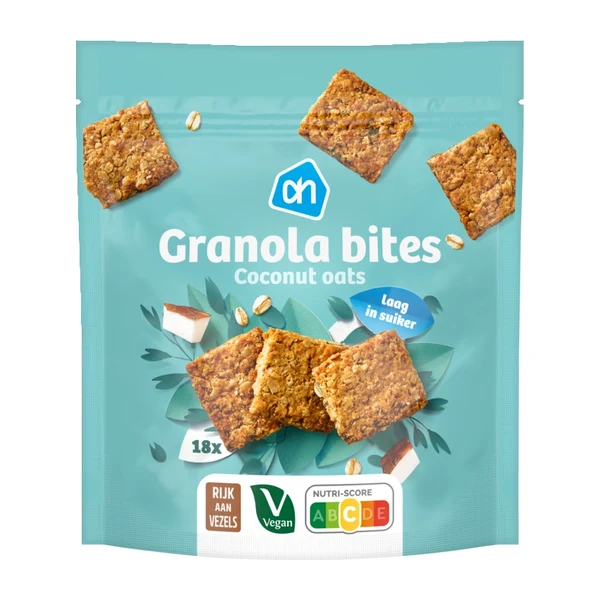 ah
Granola bites
Coconut oats
Laag
in suiker
18x
RIJK
AAN
VEZELS
V
Vegan
NUTRI-SCORE
A B C D E